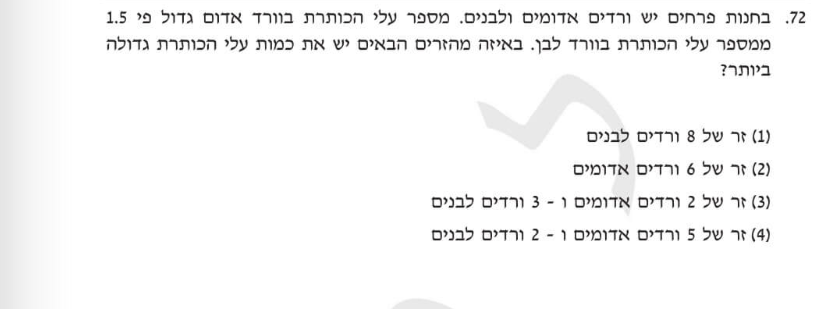 72. בחנות פרחים יש ורדים אדומים ולבנים. מספר עלי הכותרת בוורד אדום גדול פי 1.5
ממספר עלי הכותרת בוורד לבן. באיזה מהזרים הבאים יש את כמות עלי הכותרת גדולה
ביותר?
(1) זר של 8 ורדים לבנים
(2) זר של 6 ורדים אדומים
(3) זר של 2 ורדים אדומים ו - 3 ורדים לבנים
(4) זר של 5 ורדים אדומים ו - 2 ורדים לבנים